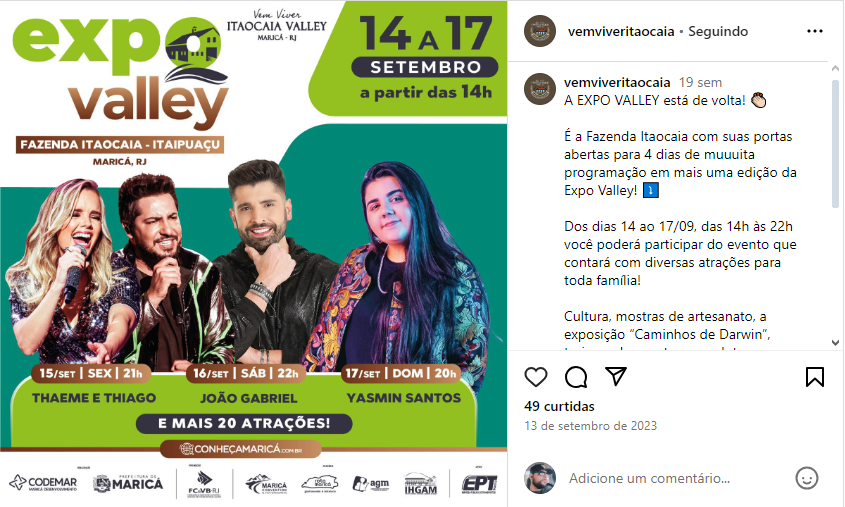 expo
valley
Vem Viver
ITAOCAIA VALLEY
MARICÁ - RJ
14 A 17
SETEMBRO
a partir das 14h
FAZENDA ITAOCAIA - ITAIPUAÇU
MARICÁ, RJ
15/SET | SEX | 21h
THAEME E THIAGO
16/SET | SÁB | 22h
JOÃO GABRIEL
17/SET | DOM | 20h
YASMIN SANTOS
E MAIS 20 ATRAÇÕES!
CONHEÇAMARICÁ.COM.BR
CODEMAR
MARICÁ DESENVOLVIMENTO
PREFEITURA DE
MARICÁ
FC&VB-RJ
agm
IHGAM
EPT
vemviveritaocaia • Seguindo
vemviveritaocaia 19 sem
A EXPO VALLEY está de volta! 👏🏻
É a Fazenda Itaocaia com suas portas
abertas para 4 dias de muuuita
programação em mais uma edição da
Expo Valley! ⤵️
Dos dias 14 ao 17/09, das 14h às 22h
você poderá participar do evento que
contará com diversas atrações para
toda família!
Cultura, mostras de artesanato, a
exposição “Caminhos de Darwin”,
49 curtidas
13 de setembro de 2023
Adicione um comentário...